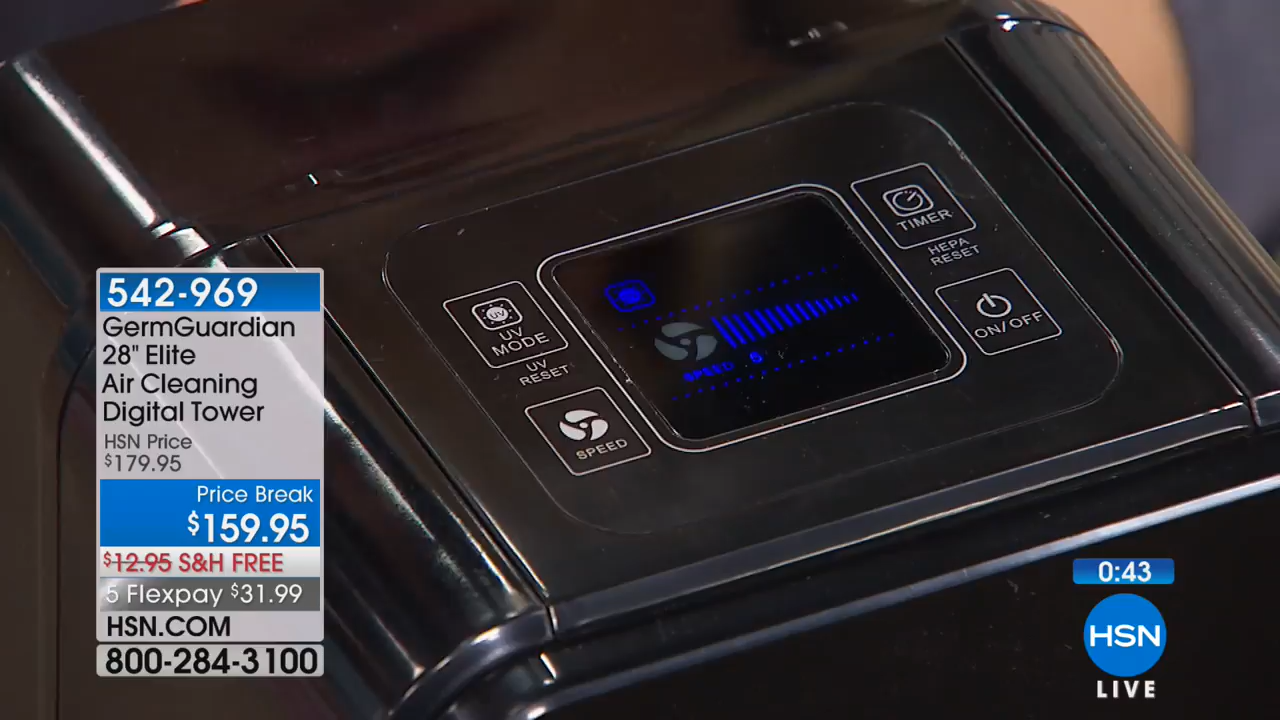 542-969
GermGuardian
28" Elite
Air Cleaning
Digital Tower
HSN Price
$179.95
Price Break
$159.95
$12.95 S&H FREE
5 Flexpay $31.99
HSN.COM
800-284-3100
UV
UV
MODE
UV
RESET
SPEED
SPEED
TIMER
HEPA
RESET
ON/OFF
0:43
HSN
LIVE